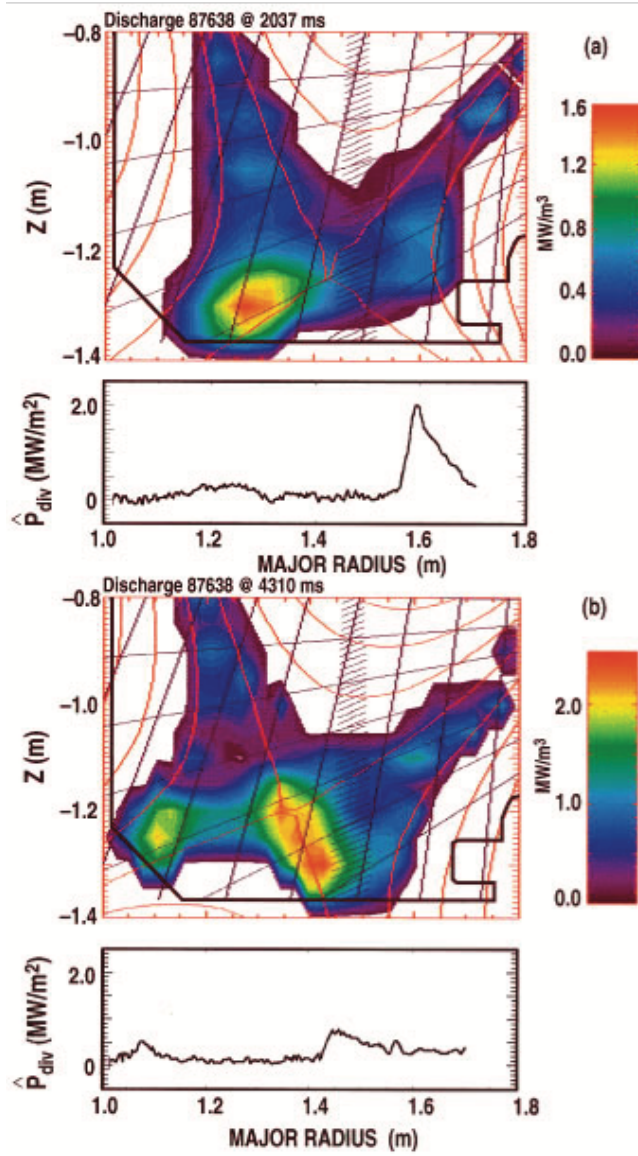 Discharge 87638 @ 2037 ms
(a)
−0.8
−1.0
−1.2
−1.4
Z (m)
1.6
1.2
0.8
0.4
0.0
MW/m³
2.0
0
P̂div (MW/m²)
1.0 1.2 1.4 1.6 1.8
MAJOR RADIUS (m)
Discharge 87638 @ 4310 ms
(b)
−0.8
−1.0
−1.2
−1.4
Z (m)
2.0
1.0
0.0
MW/m³
2.0
0
P̂div (MW/m²)
1.0 1.2 1.4 1.6 1.8
MAJOR RADIUS (m)